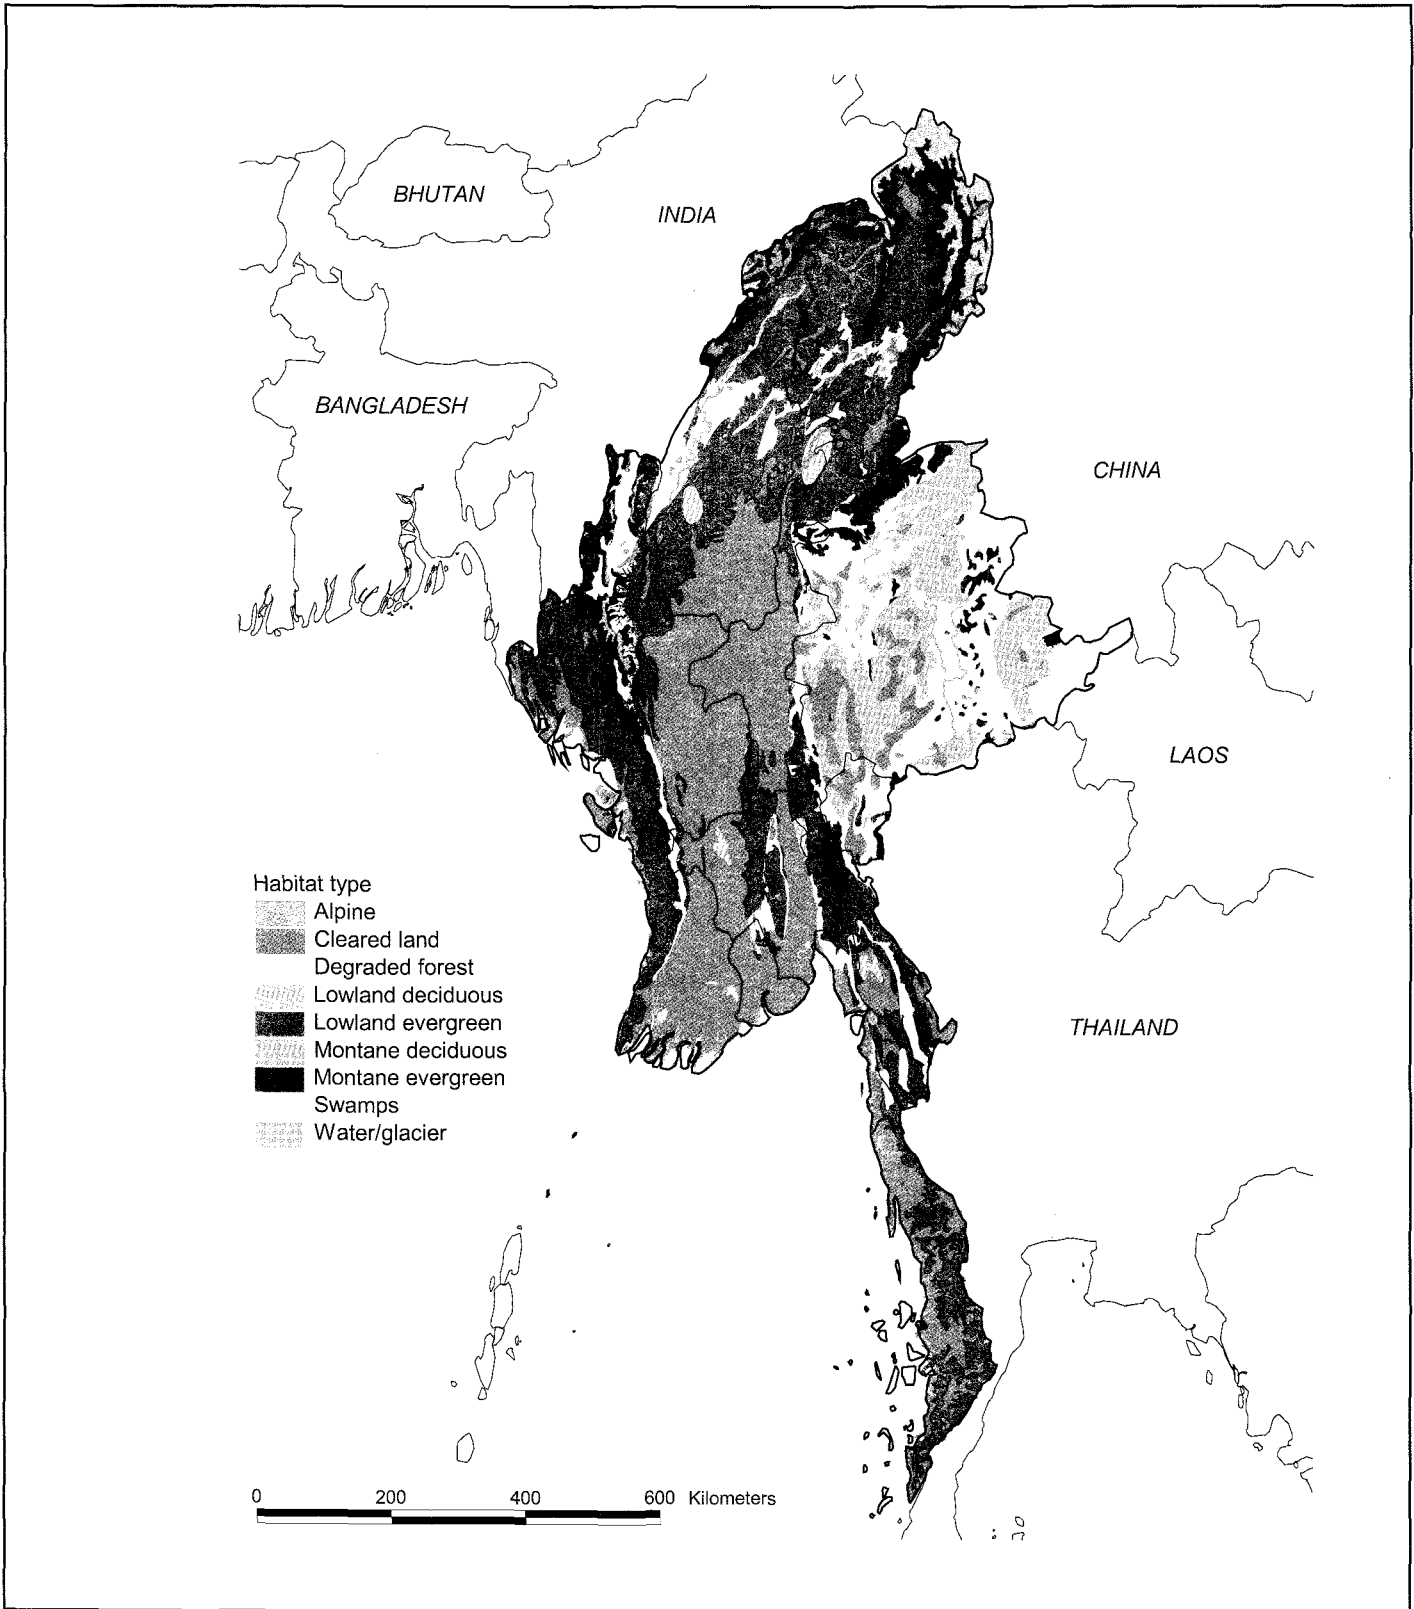 BHUTAN
INDIA
BANGLADESH
CHINA
LAOS
THAILAND
Habitat type
Alpine
Cleared land
Degraded forest
Lowland deciduous
Lowland evergreen
Montane deciduous
Montane evergreen
Swamps
Water/glacier
0 200 400 600 Kilometers